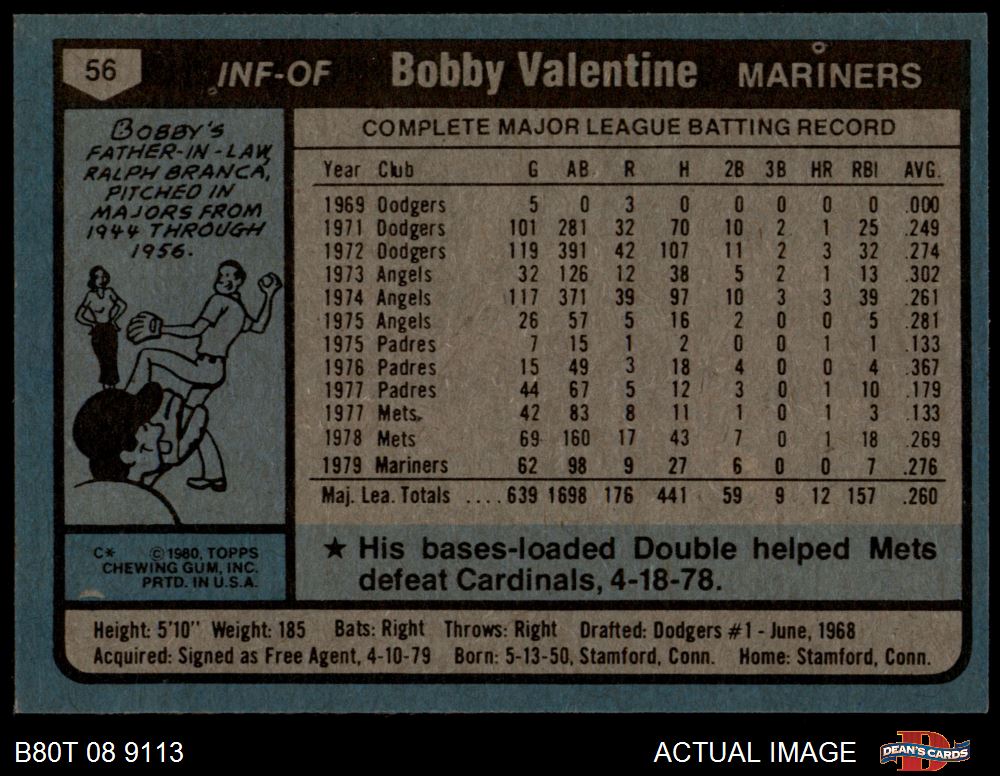 56 INF-OF Bobby Valentine MARINERS
BOBBY'S
FATHER-IN-LAW,
RALPH BRANCA,
PITCHED IN
MAJORS FROM
1944 THROUGH
1956.
COMPLETE MAJOR LEAGUE BATTING RECORD
Year Club G AB R H 2B 3B HR RBI AVG.
1969 Dodgers 5 0 3 0 0 0 0 0 .000
1971 Dodgers 101 281 32 70 10 2 1 25 .249
1972 Dodgers 119 391 42 107 11 2 3 32 .274
1973 Angels 32 126 12 38 5 2 1 13 .302
1974 Angels 117 371 39 97 10 3 3 39 .261
1975 Angels 26 57 5 16 2 0 0 5 .281
1975 Padres 7 15 1 2 0 0 1 1 .133
1976 Padres 15 49 3 18 4 0 0 4 .367
1977 Padres 44 67 5 12 3 0 1 10 .179
1977 Mets 42 83 8 11 1 0 1 3 .133
1978 Mets 69 160 17 43 7 0 1 18 .269
1979 Mariners 62 98 9 27 6 0 0 7 .276
Maj. Lea. Totals ....639 1698 176 441 59 9 12 157 .260
★ His bases-loaded Double helped Mets
defeat Cardinals, 4-18-78.
C* ©1980, TOPPS
CHEWING GUM, INC.
PRTD. IN U.S.A.
Height: 5'10" Weight: 185 Bats: Right Throws: Right Drafted: Dodgers #1 - June, 1968
Acquired: Signed as Free Agent, 4-10-79 Born: 5-13-50, Stamford, Conn. Home: Stamford, Conn.
B80T 08 9113 ACTUAL IMAGE D DEAN'S CARDS